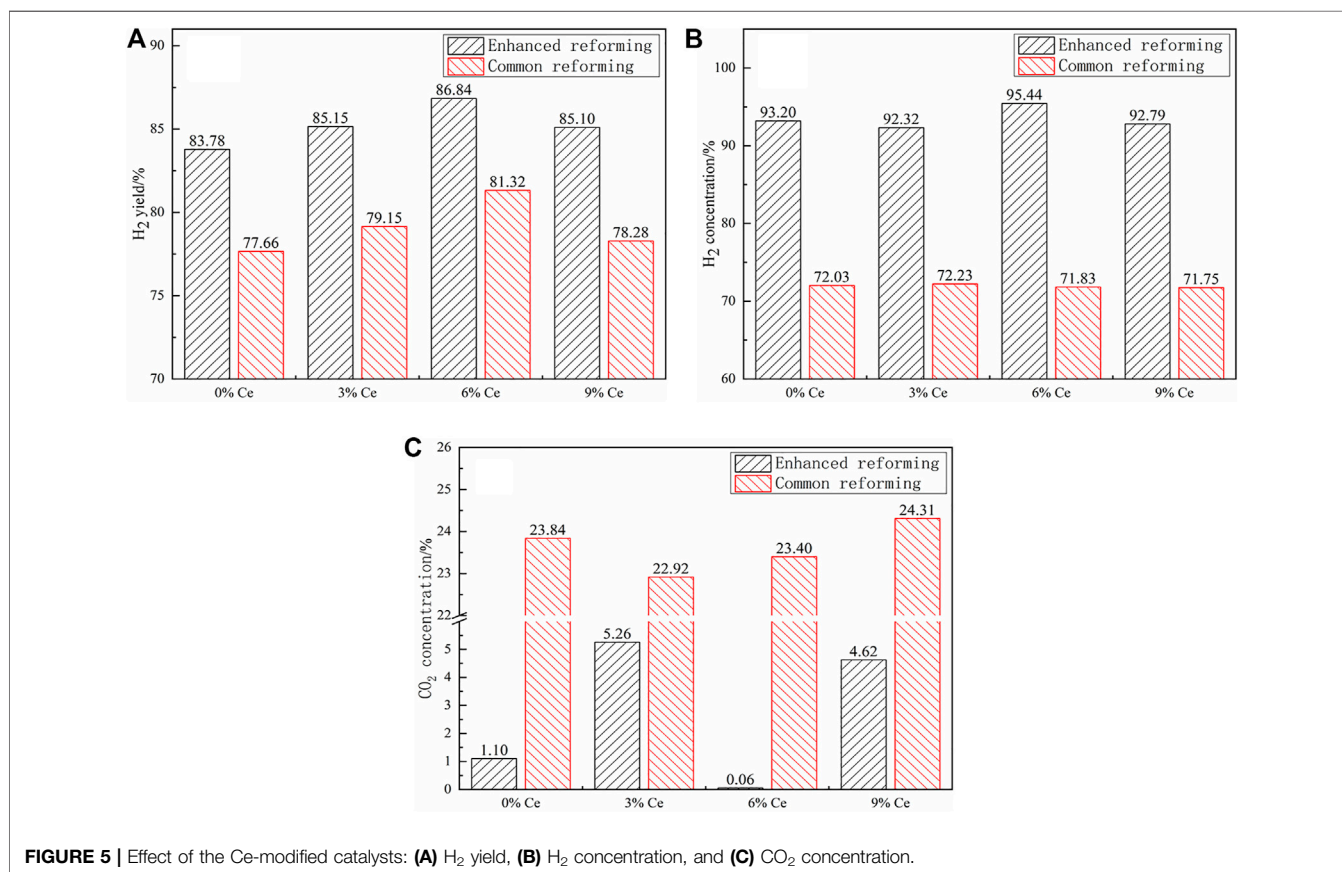 A
Enhanced reforming
Common reforming
H₂ yield/%
90
85
80
75
70
83.78
77.66
85.15
79.15
86.84
81.32
85.10
78.28
0% Ce
3% Ce
6% Ce
9% Ce
B
Enhanced reforming
Common reforming
H₂ concentration/%
100
90
80
70
60
93.20
72.03
92.32
72.23
95.44
71.83
92.79
71.75
0% Ce
3% Ce
6% Ce
9% Ce
C
Enhanced reforming
Common reforming
CO₂ concentration/%
26
25
24
23
22
5
4
3
2
1
0
1.10
23.84
5.26
22.92
0.06
23.40
4.62
24.31
0% Ce
3% Ce
6% Ce
9% Ce
FIGURE 5 | Effect of the Ce-modified catalysts: (A) H₂ yield, (B) H₂ concentration, and (C) CO₂ concentration.